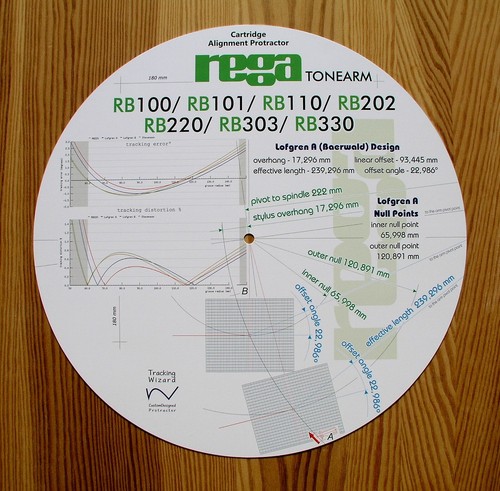 Cartridge
Alignment Protractor
rega TONEARM
180 mm
RB100/ RB101/ RB110/ RB202
RB220/ RB303/ RB330
tracking error°
Lofgren A (Baerwald) Design
overhang - 17,296 mm
linear offset - 93,445 mm
effective length - 239,296 mm
offset angle - 22,986°
Lofgren A
Null Points
inner null point
65,998 mm
outer null point
120,891 mm
tracking distortion %
pivot to spindle 222 mm
stylus overhang 17,296 mm
outer null 120,891 mm
inner null 65,998 mm
effective length 239,296 mm
offset angle 22,986°
offset angle 22,986°
B
180 mm
Tracking
Wizard
CustomDesigned
Protractor
A